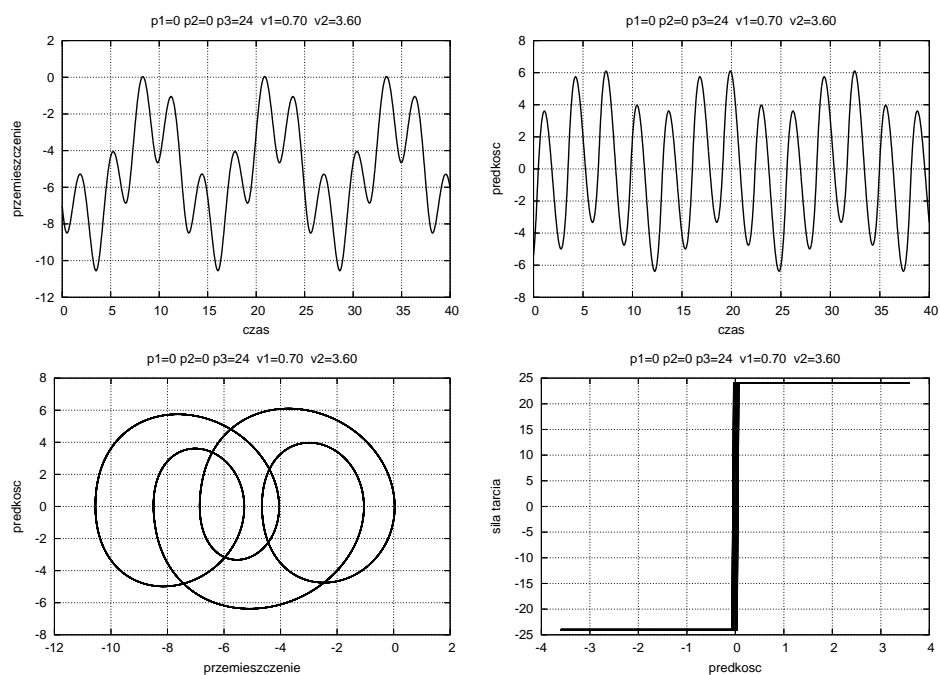 p1=0 p2=0 p3=24 v1=0.70 v2=3.60
2
0
-2
-4
-6
-8
-10
-12
przemieszczenie
0 5 10 15 20 25 30 35 40
czas
p1=0 p2=0 p3=24 v1=0.70 v2=3.60
8
6
4
2
0
-2
-4
-6
-8
predkosc
0 5 10 15 20 25 30 35 40
czas
p1=0 p2=0 p3=24 v1=0.70 v2=3.60
8
6
4
2
0
-2
-4
-6
-8
predkosc
-12 -10 -8 -6 -4 -2 0 2
przemieszczenie
p1=0 p2=0 p3=24 v1=0.70 v2=3.60
25
20
15
10
5
0
-5
-10
-15
-20
-25
sila tarcia
-4 -3 -2 -1 0 1 2 3 4
predkosc